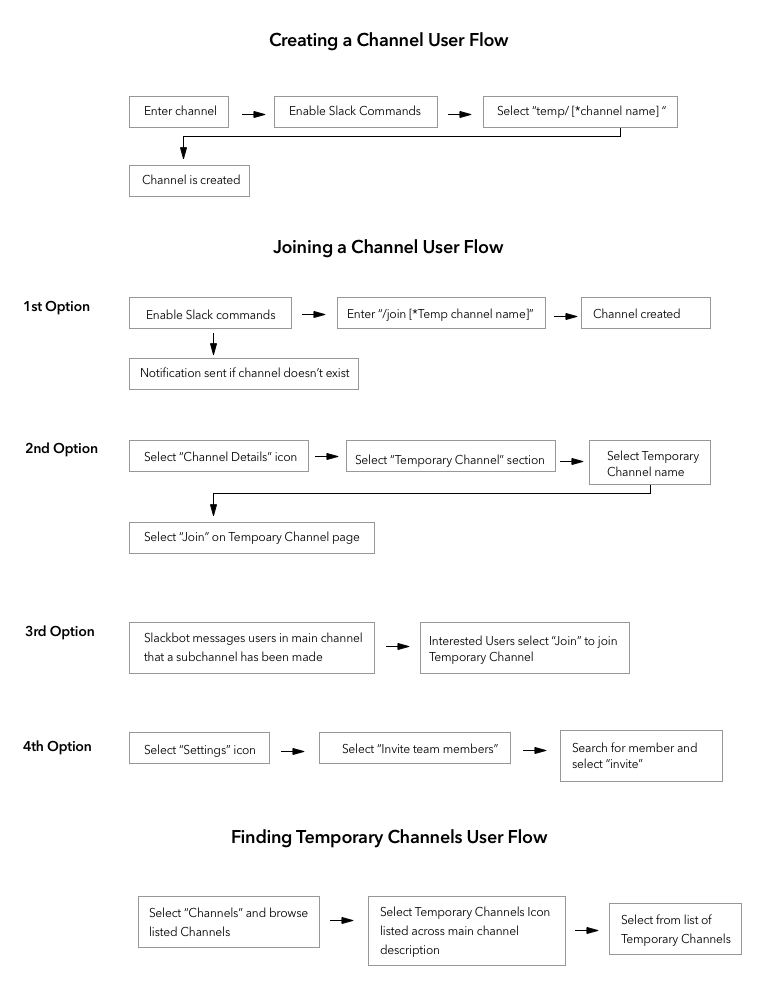 Creating a Channel User Flow
Enter channel
Enable Slack Commands
Select “temp/ [*channel name] “
Channel is created
Joining a Channel User Flow
1st Option
Enable Slack commands
Enter “/join [*Temp channel name]”
Channel created
Notification sent if channel doesn’t exist
2nd Option
Select “Channel Details” icon
Select “Temporary Channel” section
Select Temporary
Channel name
Select “Join” on Tempoary Channel page
3rd Option
Slackbot messages users in main channel
that a subchannel has been made
Interested Users select “Join” to join
Temporary Channel
4th Option
Select “Settings” icon
Select “Invite team members”
Search for member and
select “invite”
Finding Temporary Channels User Flow
Select “Channels” and browse
listed Channels
Select Temporary Channels Icon
listed across main channel
description
Select from list of
Temporary Channels